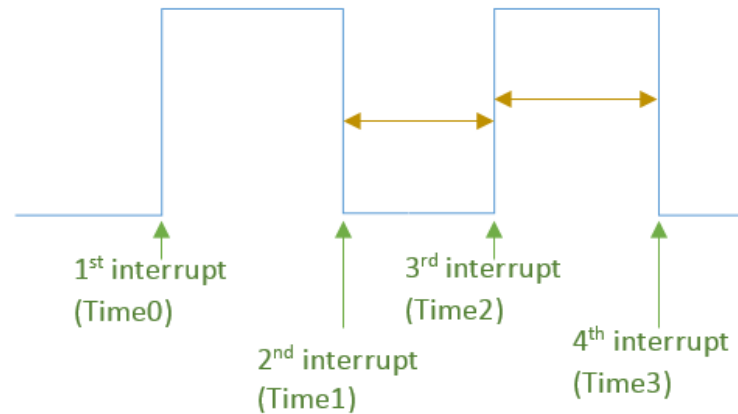 1st interrupt
(Time0)
2nd interrupt
(Time1)
3rd interrupt
(Time2)
4th interrupt
(Time3)